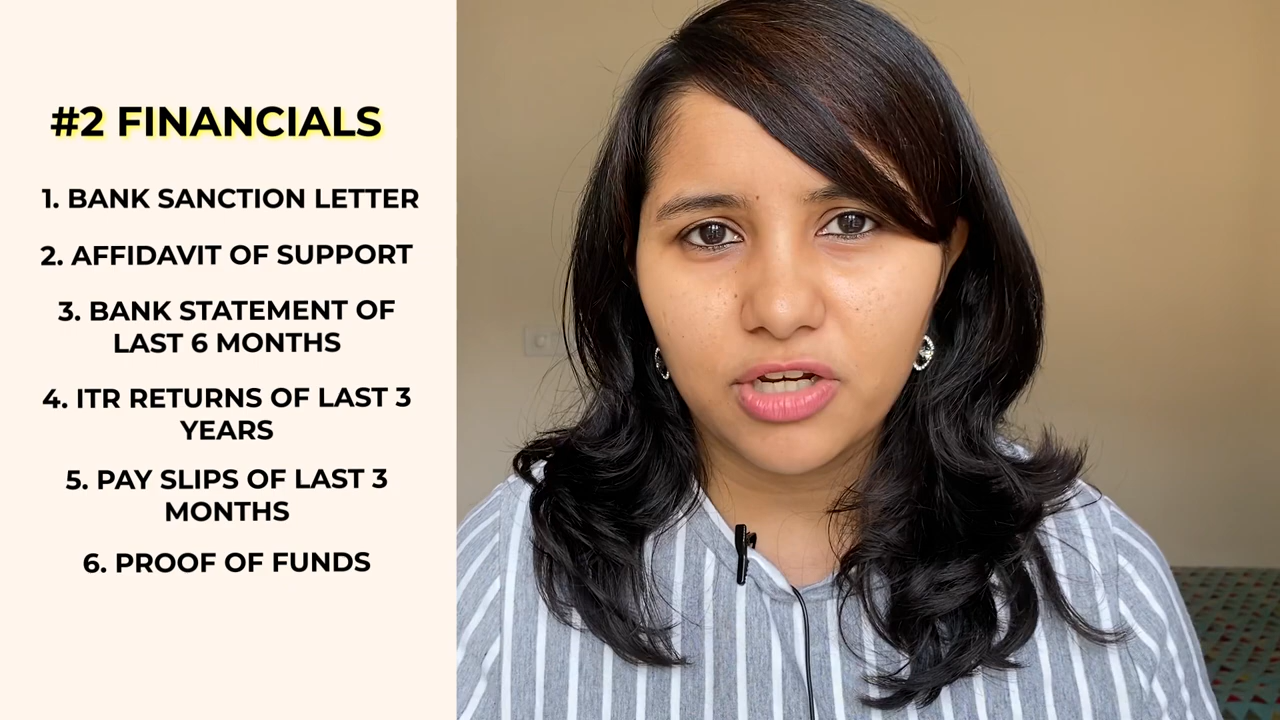 #2 FINANCIALS
1. BANK SANCTION LETTER
2. AFFIDAVIT OF SUPPORT
3. BANK STATEMENT OF
LAST 6 MONTHS
4. ITR RETURNS OF LAST 3
YEARS
5. PAY SLIPS OF LAST 3
MONTHS
6. PROOF OF FUNDS